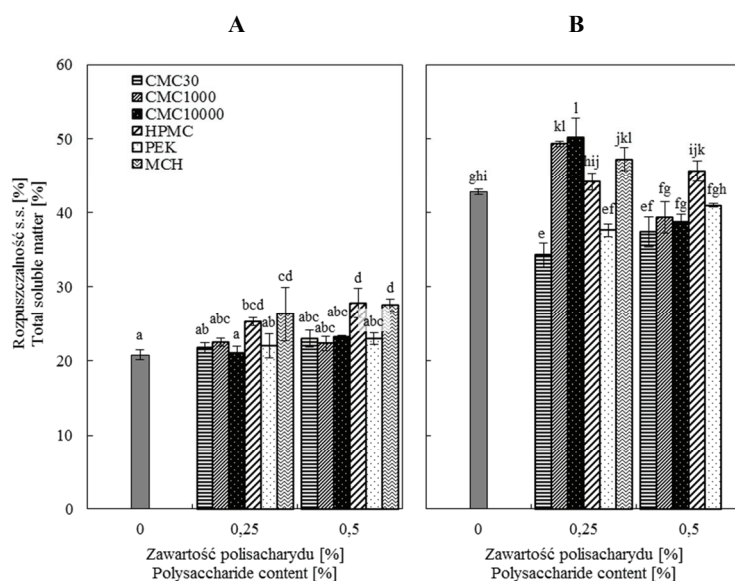 A B
Rozpuszczalność s.s. [%]
Total soluble matter [%]
60
50
40
30
20
10
0
CMC30
CMC1000
CMC10000
HPMC
PEK
MCH
a
ab
abc
a
bcd
ab
cd
abc
abc
abc
d
abc
d
0 0,25 0,5
Zawartość polisacharydu [%]
Polysaccharide content [%]
ghi
e
kl
l
hij
ef
jkl
ef
fg
fg
ijk
fgh
0 0,25 0,5
Zawartość polisacharydu [%]
Polysaccharide content [%]